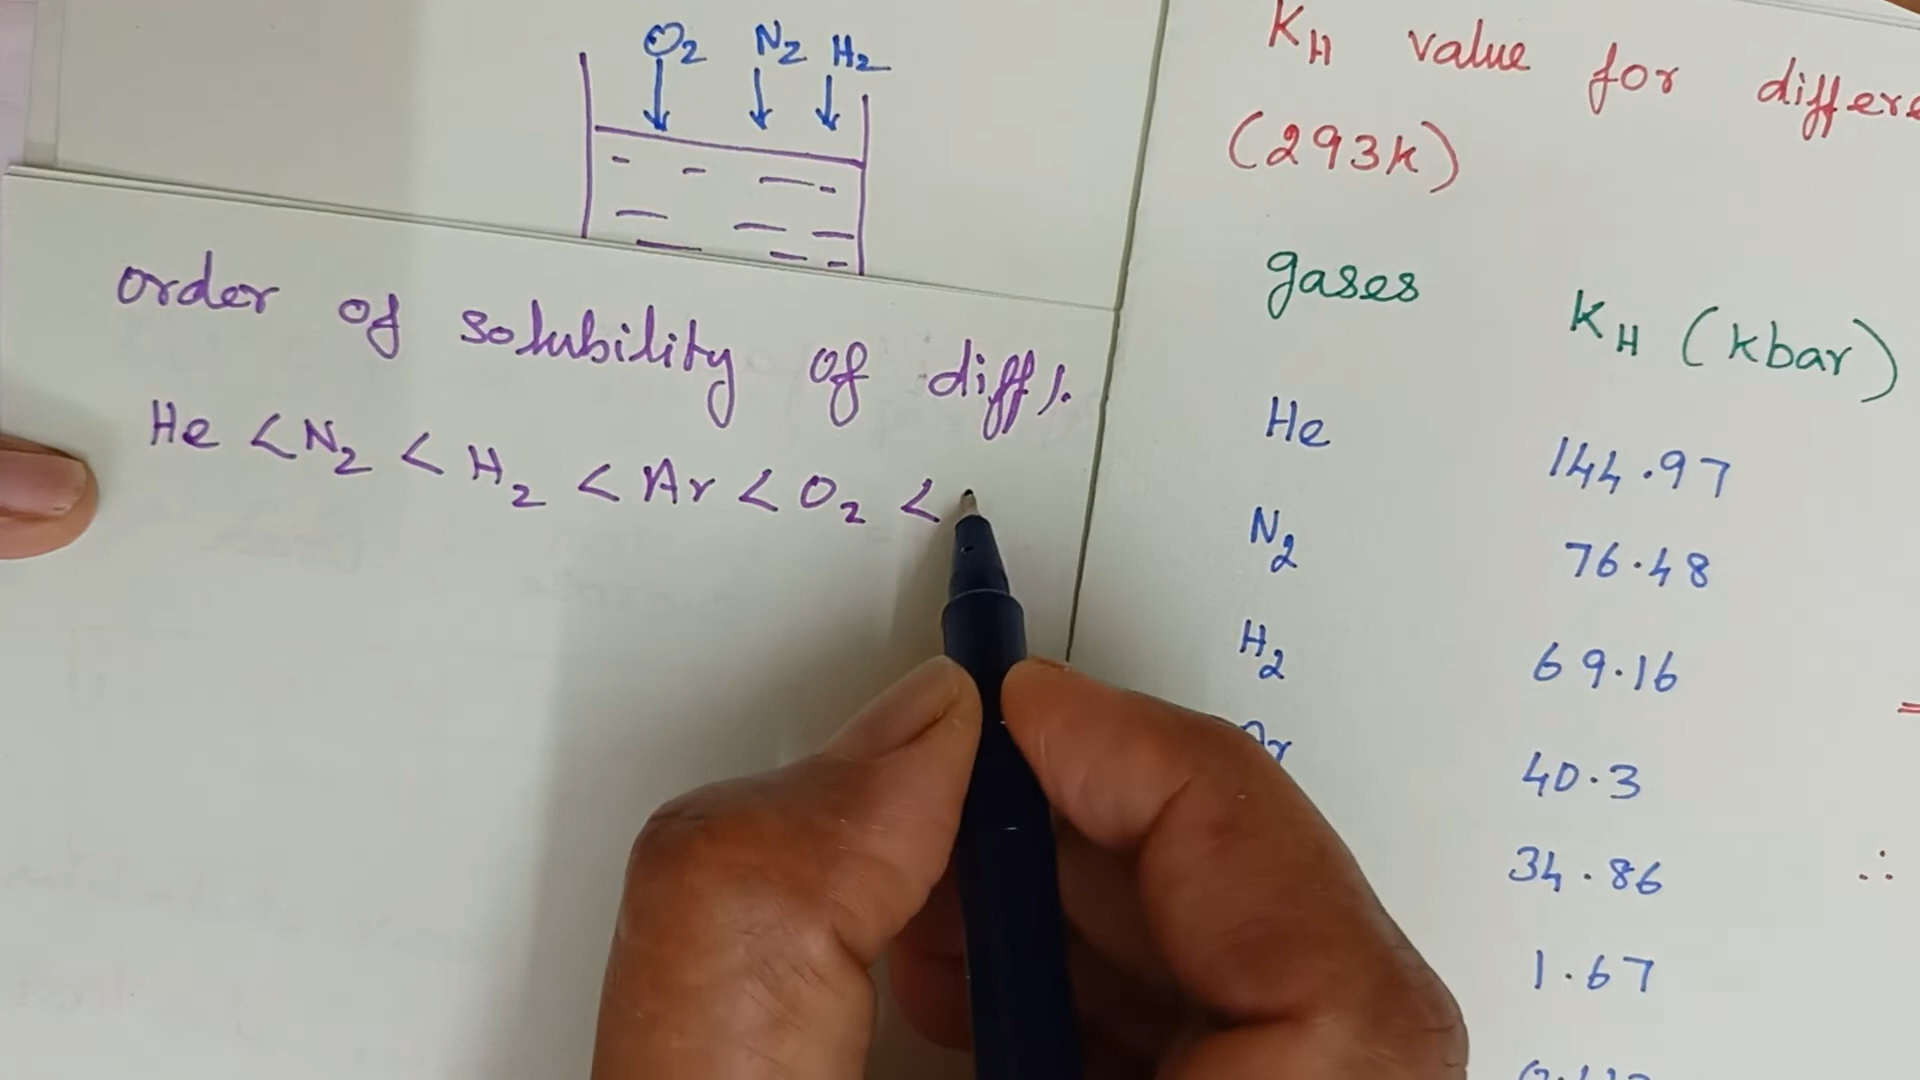 O2 N2 H2
order of solubility of diff).
He < N2 < H2 < Ar < O2 <
KH value for
(293K)
gases KH (kbar)
He 144.97
N2 76.48
H2 69.16
Ar 40.3
34.86
∴
1.67